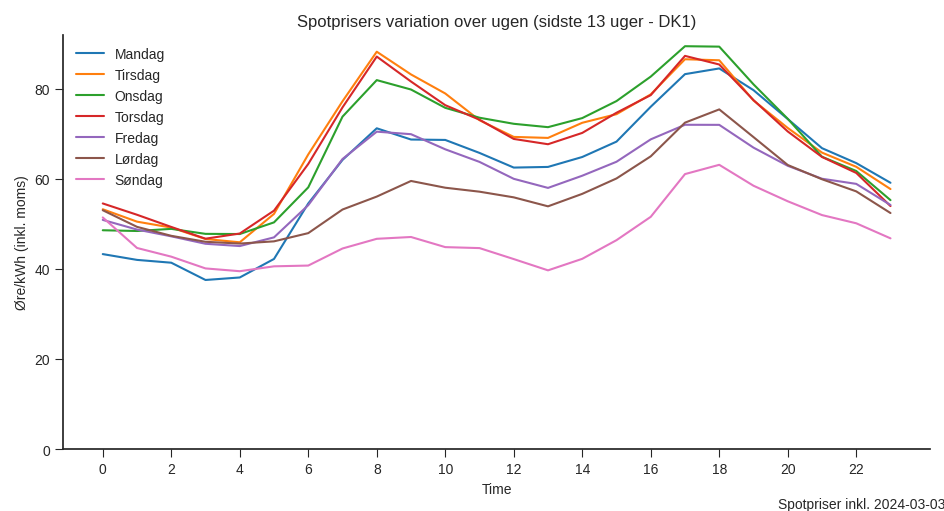 Spotprisers variation over ugen (sidste 13 uger - DK1)
Mandag
Tirsdag
Onsdag
Torsdag
Fredag
Lørdag
Søndag
Øre/kWh (inkl. moms)
80
60
40
20
0
0 2 4 6 8 10 12 14 16 18 20 22
Time
Spotpriser inkl. 2024-03-03